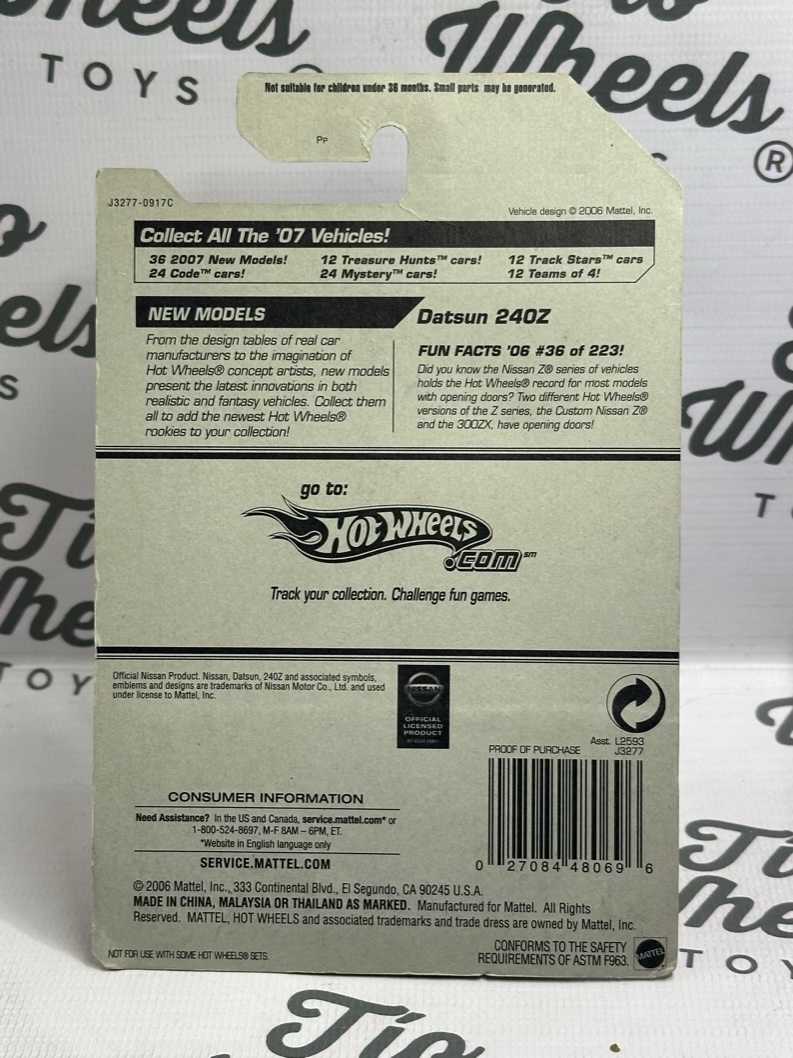 Wheels
TOYS
Tio
Wheels
®
Not suitable for children under 36 months. Small parts may be generated.
Pp
J3277-0917C
Vehicle design © 2006 Mattel, Inc.
Collect All The '07 Vehicles!
36 2007 New Models! 12 Treasure Hunts™ cars! 12 Track Stars™ cars
24 Code™ cars! 24 Mystery™ cars! 12 Teams of 4!
NEW MODELS
From the design tables of real car
manufacturers to the imagination of
Hot Wheels® concept artists, new models
present the latest innovations in both
realistic and fantasy vehicles. Collect them
all to add the newest Hot Wheels®
rookies to your collection!
Datsun 240Z
FUN FACTS '06 #36 of 223!
Did you know the Nissan Z® series of vehicles
holds the Hot Wheels® record for most models
with opening doors? Two different Hot Wheels®
versions of the Z series, the Custom Nissan Z®
and the 300ZX, have opening doors!
go to:
HOT WHEELS
.COM℠
Track your collection. Challenge fun games.
Official Nissan Product. Nissan, Datsun, 240Z and associated symbols,
emblems and designs are trademarks of Nissan Motor Co., Ltd. and used
under license to Mattel, Inc.
NISSAN
OFFICIAL
LICENSED
PRODUCT
Asst. L2593
J3277
PROOF OF PURCHASE
0 27084 48069 6
CONSUMER INFORMATION
Need Assistance? In the US and Canada, service.mattel.com* or
1-800-524-8697, M-F 8AM – 6PM, ET.
*Website in English language only
SERVICE.MATTEL.COM
© 2006 Mattel, Inc., 333 Continental Blvd., El Segundo, CA 90245 U.S.A.
MADE IN CHINA, MALAYSIA OR THAILAND AS MARKED. Manufactured for Mattel. All Rights
Reserved. MATTEL, HOT WHEELS and associated trademarks and trade dress are owned by Mattel, Inc.
NOT FOR USE WITH SOME HOT WHEELS® SETS.
CONFORMS TO THE SAFETY
REQUIREMENTS OF ASTM F963.
MATTEL
Tio